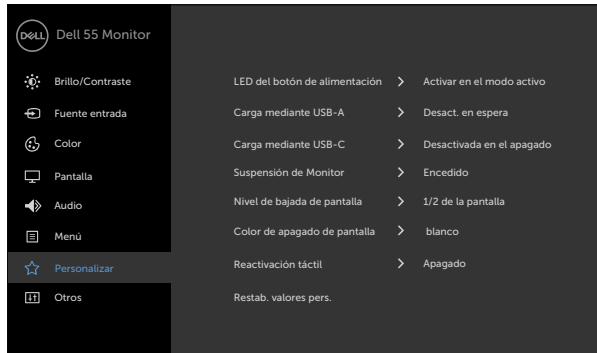 DELL Dell 55 Monitor
Brillo/Contraste
Fuente entrada
Color
Pantalla
Audio
Menú
Personalizar
Otros
LED del botón de alimentación > Activar en el modo activo
Carga mediante USB-A > Desact. en espera
Carga mediante USB-C > Desactivada en el apagado
Suspensión de Monitor > Encedido
Nivel de bajada de pantalla > 1/2 de la pantalla
Color de apagado de pantalla > blanco
Reactivación táctil > Apagado
Restab. valores pers.